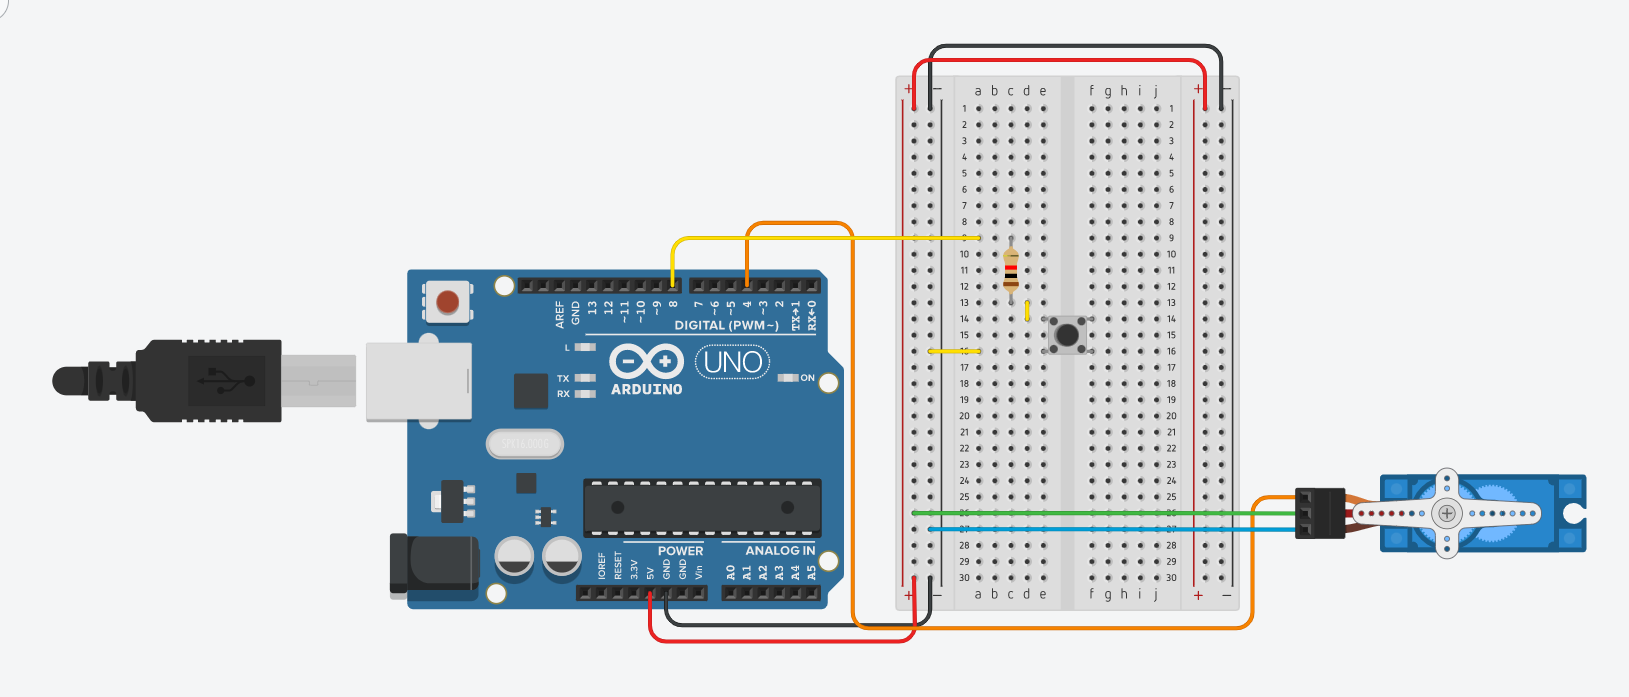 + − a b c d e f g h i j + −
1 1
2 2
3 3
4 4
5 5
6 6
7 7
8 8
9 9
10 10
11 11
12 12
13 13
14 14
15 15
16 16
17 17
18 18
19 19
20 20
21 21
22 22
23 23
24 24
25 25
26 26
27 27
28 28
29 29
30 30
+ − a b c d e f g h i j + −
AREF
GND
13
12
~11
~10
~9
8
7
~6
~5
4
~3
2
TX→1
RX←0
DIGITAL (PWM~)
L
TX
RX
ARDUINO
UNO
ON
POWER
ANALOG IN
IOREF
RESET
3.3V
5V
GND
GND
Vin
A0
A1
A2
A3
A4
A5